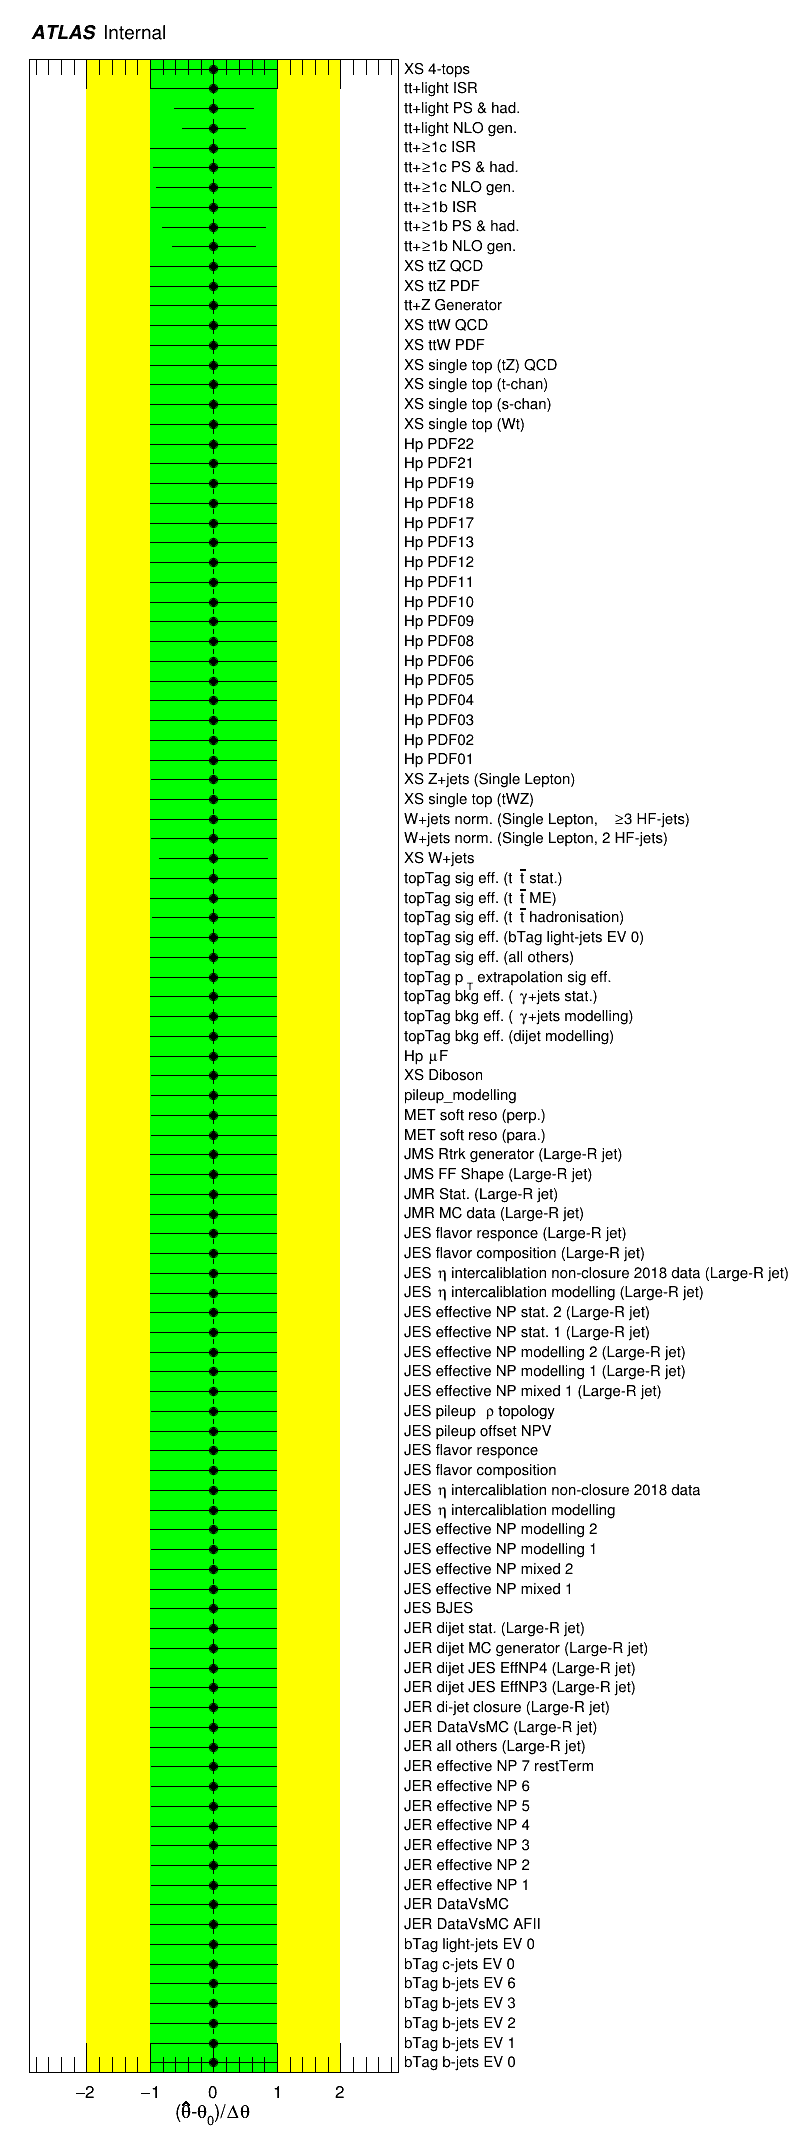 ATLAS Internal
XS 4-tops
tt+light ISR
tt+light PS & had.
tt+light NLO gen.
tt+≥1c ISR
tt+≥1c PS & had.
tt+≥1c NLO gen.
tt+≥1b ISR
tt+≥1b PS & had.
tt+≥1b NLO gen.
XS ttZ QCD
XS ttZ PDF
tt+Z Generator
XS ttW QCD
XS ttW PDF
XS single top (tZ) QCD
XS single top (t-chan)
XS single top (s-chan)
XS single top (Wt)
Hp PDF22
Hp PDF21
Hp PDF19
Hp PDF18
Hp PDF17
Hp PDF13
Hp PDF12
Hp PDF11
Hp PDF10
Hp PDF09
Hp PDF08
Hp PDF06
Hp PDF05
Hp PDF04
Hp PDF03
Hp PDF02
Hp PDF01
XS Z+jets (Single Lepton)
XS single top (tWZ)
W+jets norm. (Single Lepton, ≥3 HF-jets)
W+jets norm. (Single Lepton, 2 HF-jets)
XS W+jets
topTag sig eff. (t t̄ stat.)
topTag sig eff. (t t̄ ME)
topTag sig eff. (t t̄ hadronisation)
topTag sig eff. (bTag light-jets EV 0)
topTag sig eff. (all others)
topTag p_T extrapolation sig eff.
topTag bkg eff. ( γ+jets stat.)
topTag bkg eff. ( γ+jets modelling)
topTag bkg eff. (dijet modelling)
Hp μF
XS Diboson
pileup_modelling
MET soft reso (perp.)
MET soft reso (para.)
JMS Rtrk generator (Large-R jet)
JMS FF Shape (Large-R jet)
JMR Stat. (Large-R jet)
JMR MC data (Large-R jet)
JES flavor responce (Large-R jet)
JES flavor composition (Large-R jet)
JES η intercaliblation non-closure 2018 data (Large-R jet)
JES η intercaliblation modelling (Large-R jet)
JES effective NP stat. 2 (Large-R jet)
JES effective NP stat. 1 (Large-R jet)
JES effective NP modelling 2 (Large-R jet)
JES effective NP modelling 1 (Large-R jet)
JES effective NP mixed 1 (Large-R jet)
JES pileup ρ topology
JES pileup offset NPV
JES flavor responce
JES flavor composition
JES η intercaliblation non-closure 2018 data
JES η intercaliblation modelling
JES effective NP modelling 2
JES effective NP modelling 1
JES effective NP mixed 2
JES effective NP mixed 1
JES BJES
JER dijet stat. (Large-R jet)
JER dijet MC generator (Large-R jet)
JER dijet JES EffNP4 (Large-R jet)
JER dijet JES EffNP3 (Large-R jet)
JER di-jet closure (Large-R jet)
JER DataVsMC (Large-R jet)
JER all others (Large-R jet)
JER effective NP 7 restTerm
JER effective NP 6
JER effective NP 5
JER effective NP 4
JER effective NP 3
JER effective NP 2
JER effective NP 1
JER DataVsMC
JER DataVsMC AFII
bTag light-jets EV 0
bTag c-jets EV 0
bTag b-jets EV 6
bTag b-jets EV 3
bTag b-jets EV 2
bTag b-jets EV 1
bTag b-jets EV 0
−2 −1 0 1 2
(θ̂-θ₀)/Δθ